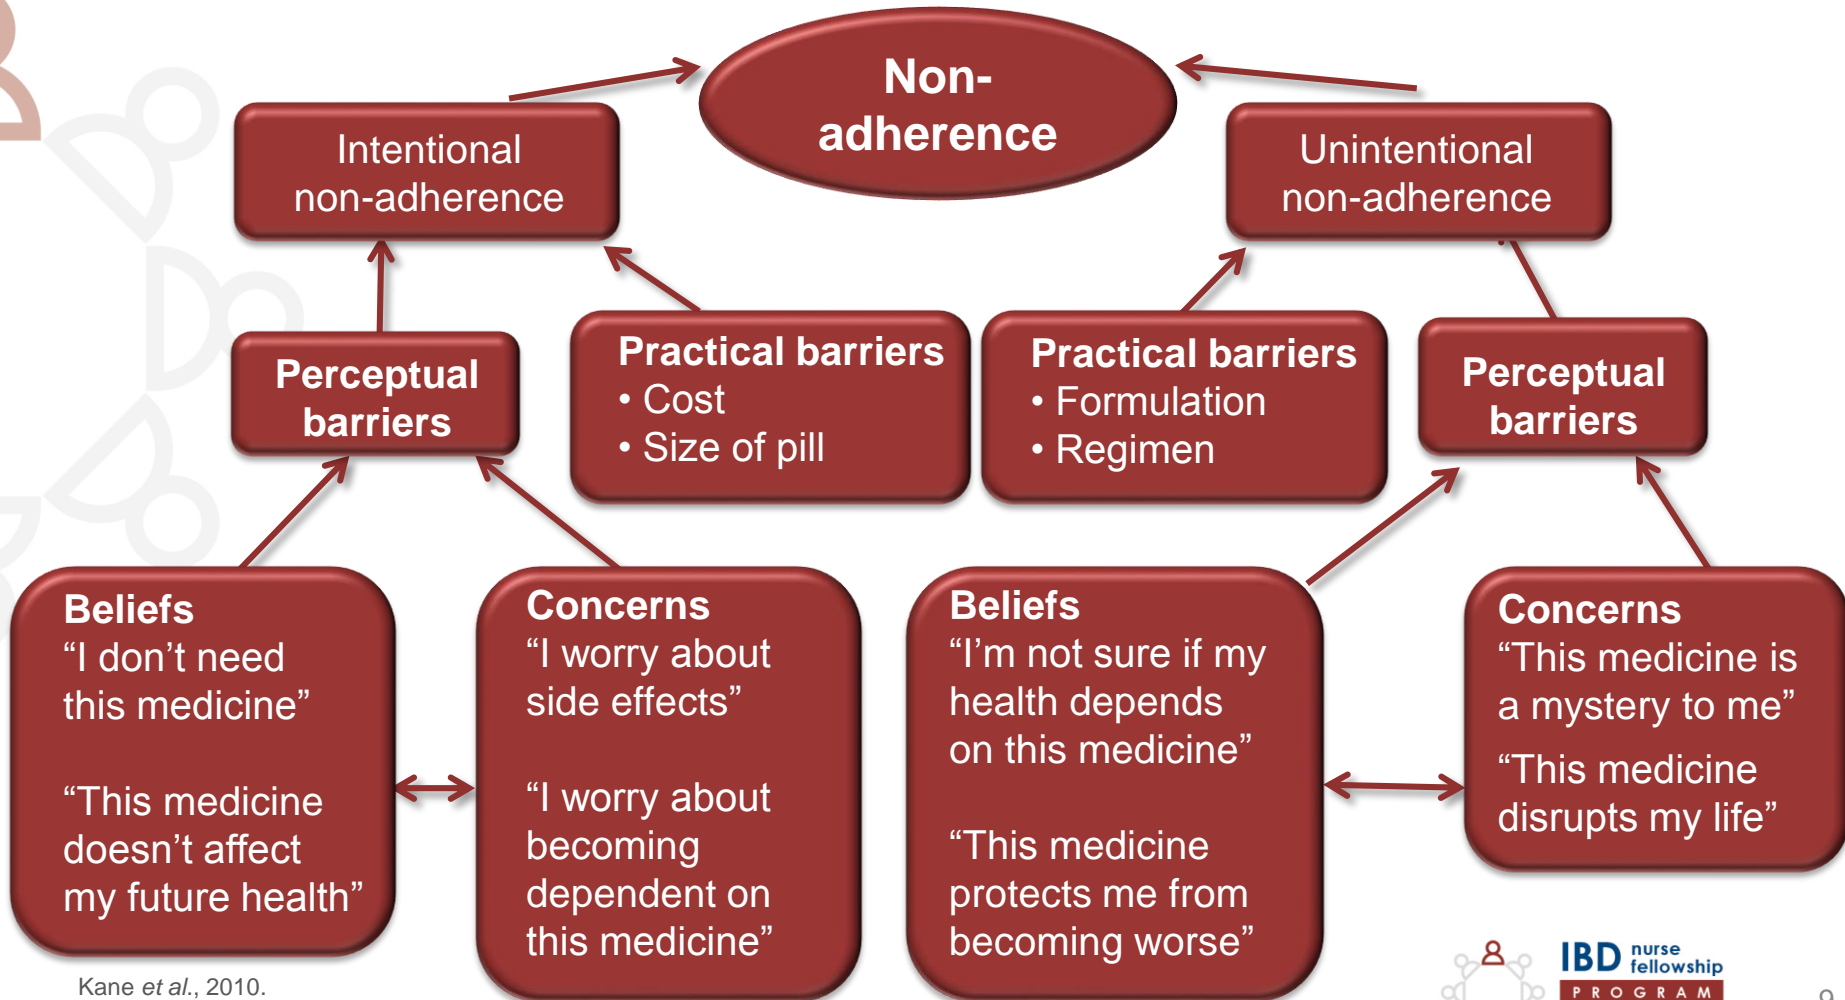 Non-
adherence
Intentional
non-adherence
Unintentional
non-adherence
Perceptual
barriers
Practical barriers
• Cost
• Size of pill
Practical barriers
• Formulation
• Regimen
Perceptual
barriers
Beliefs
“I don’t need
this medicine”
“This medicine
doesn’t affect
my future health”
Concerns
“I worry about
side effects”
“I worry about
becoming
dependent on
this medicine”
Beliefs
“I’m not sure if my
health depends
on this medicine”
“This medicine
protects me from
becoming worse”
Concerns
“This medicine is
a mystery to me”
“This medicine
disrupts my life”
Kane et al., 2010.
IBD nurse
fellowship
PROGRAM